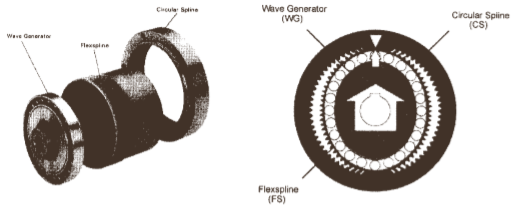 Circular Spline
Flexspline
Wave Generator
Wave Generator
(WG)
Circular Spline
(CS)
Flexspline
(FS)